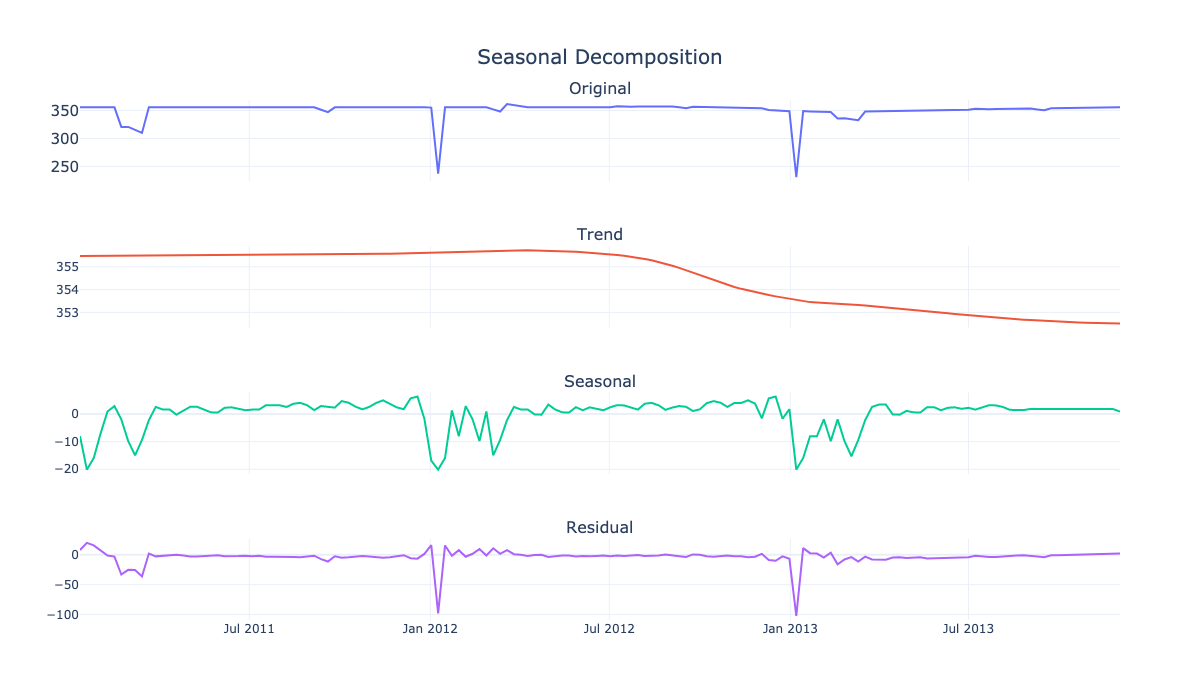 Seasonal Decomposition
Original
350
300
250
Trend
355
354
353
Seasonal
0
−10
−20
Residual
0
−50
−100
Jul 2011 Jan 2012 Jul 2012 Jan 2013 Jul 2013